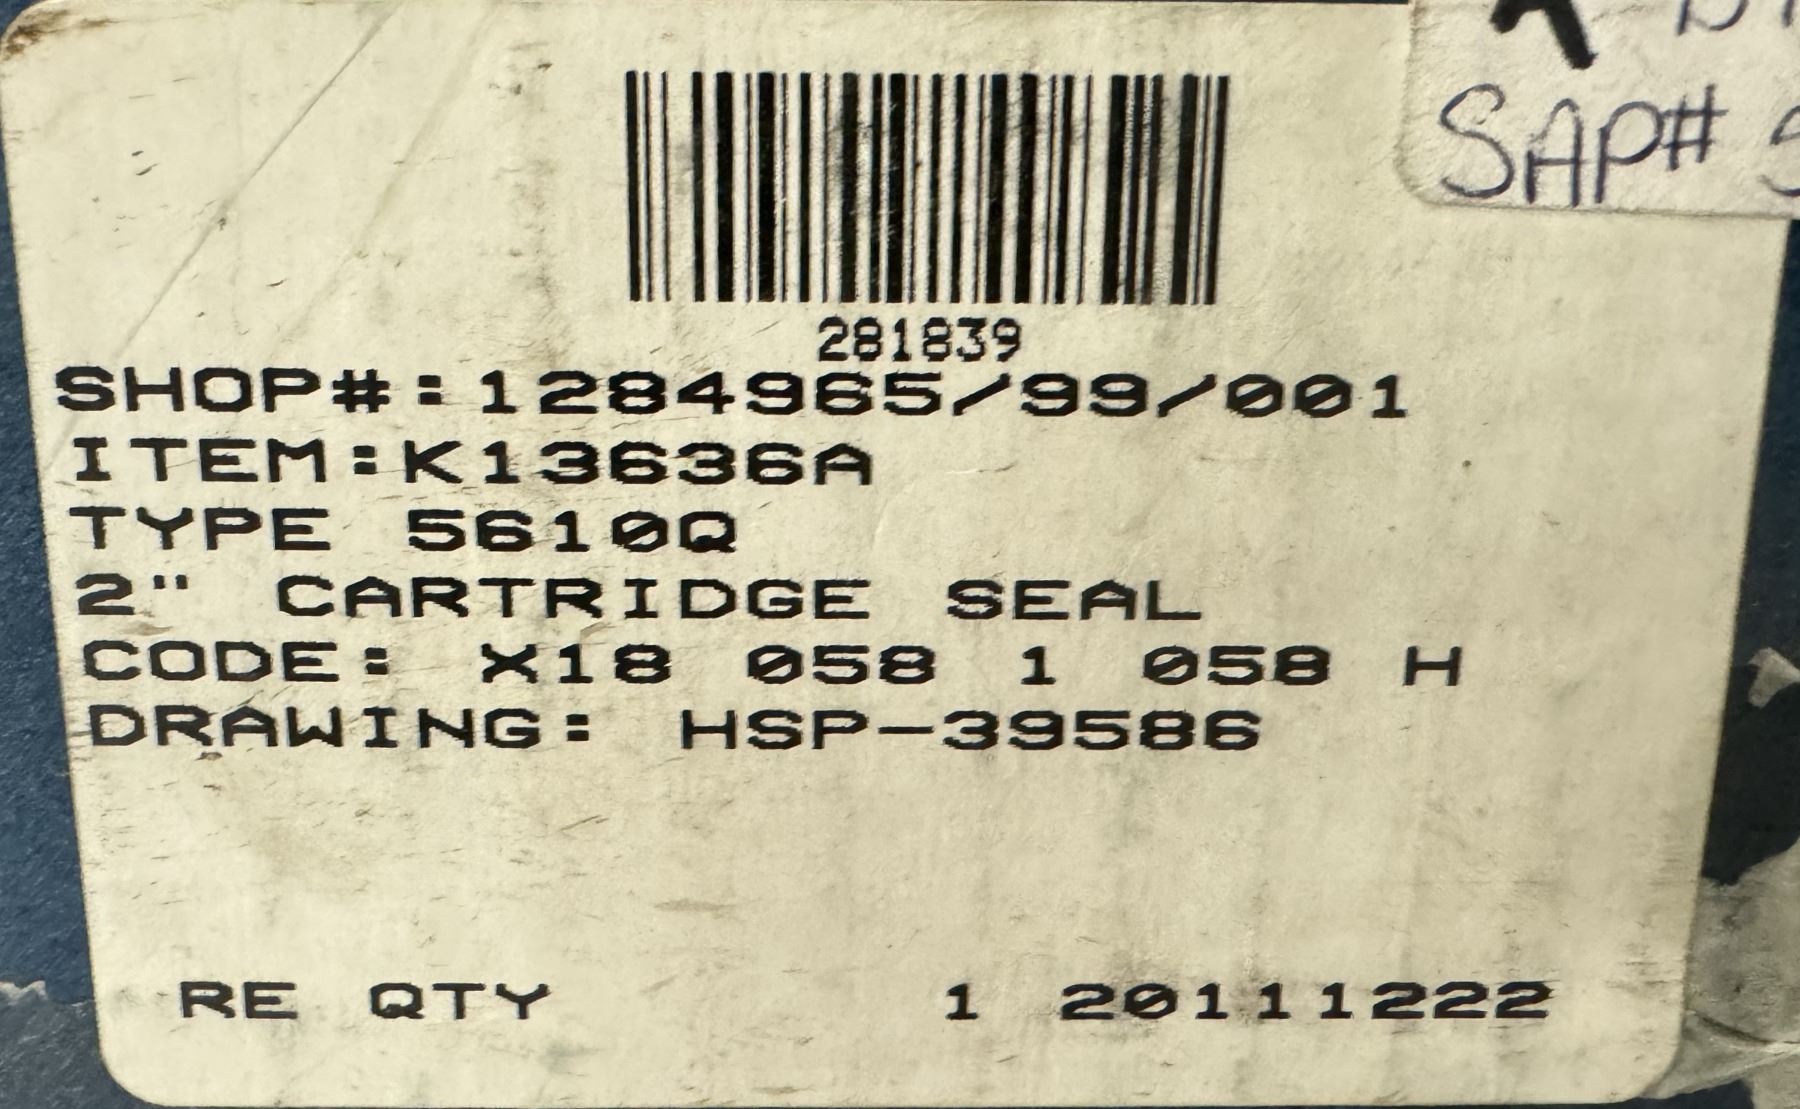 SAP#
281839
SHOP#:1284965/99/001
ITEM:K13636A
TYPE 5610Q
2" CARTRIDGE SEAL
CODE: X18 058 1 058 H
DRAWING: HSP-39586
RE QTY 1 20111222